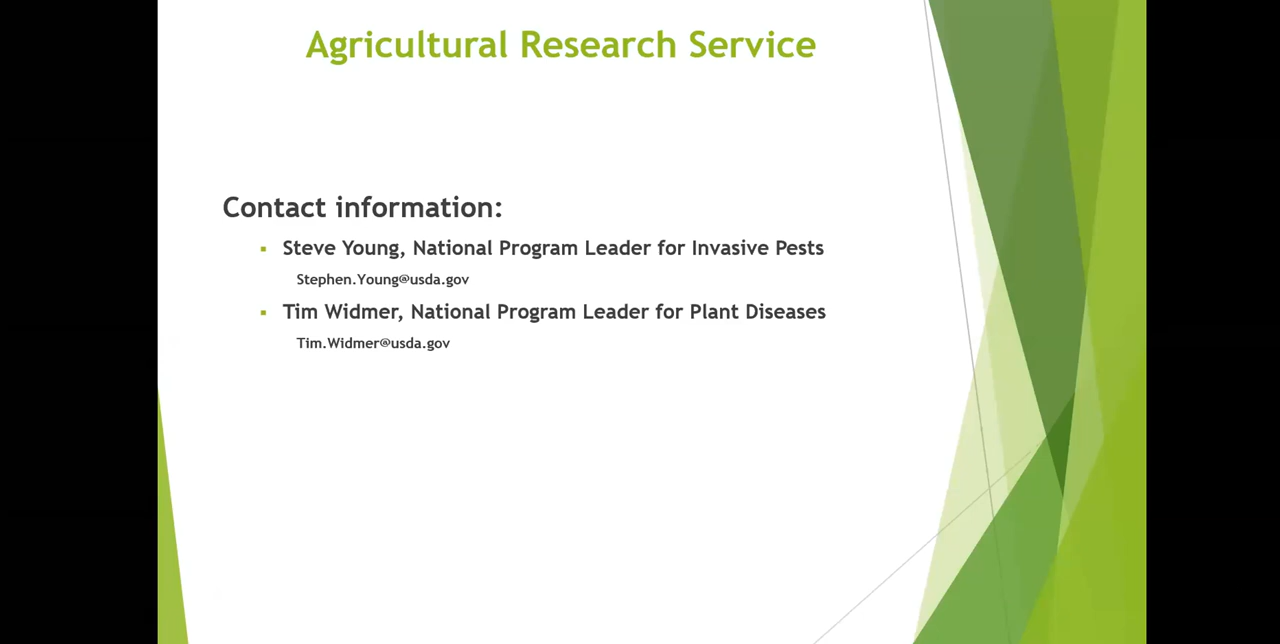 Agricultural Research Service
Contact information:
▪ Steve Young, National Program Leader for Invasive Pests
Stephen.Young@usda.gov
▪ Tim Widmer, National Program Leader for Plant Diseases
Tim.Widmer@usda.gov